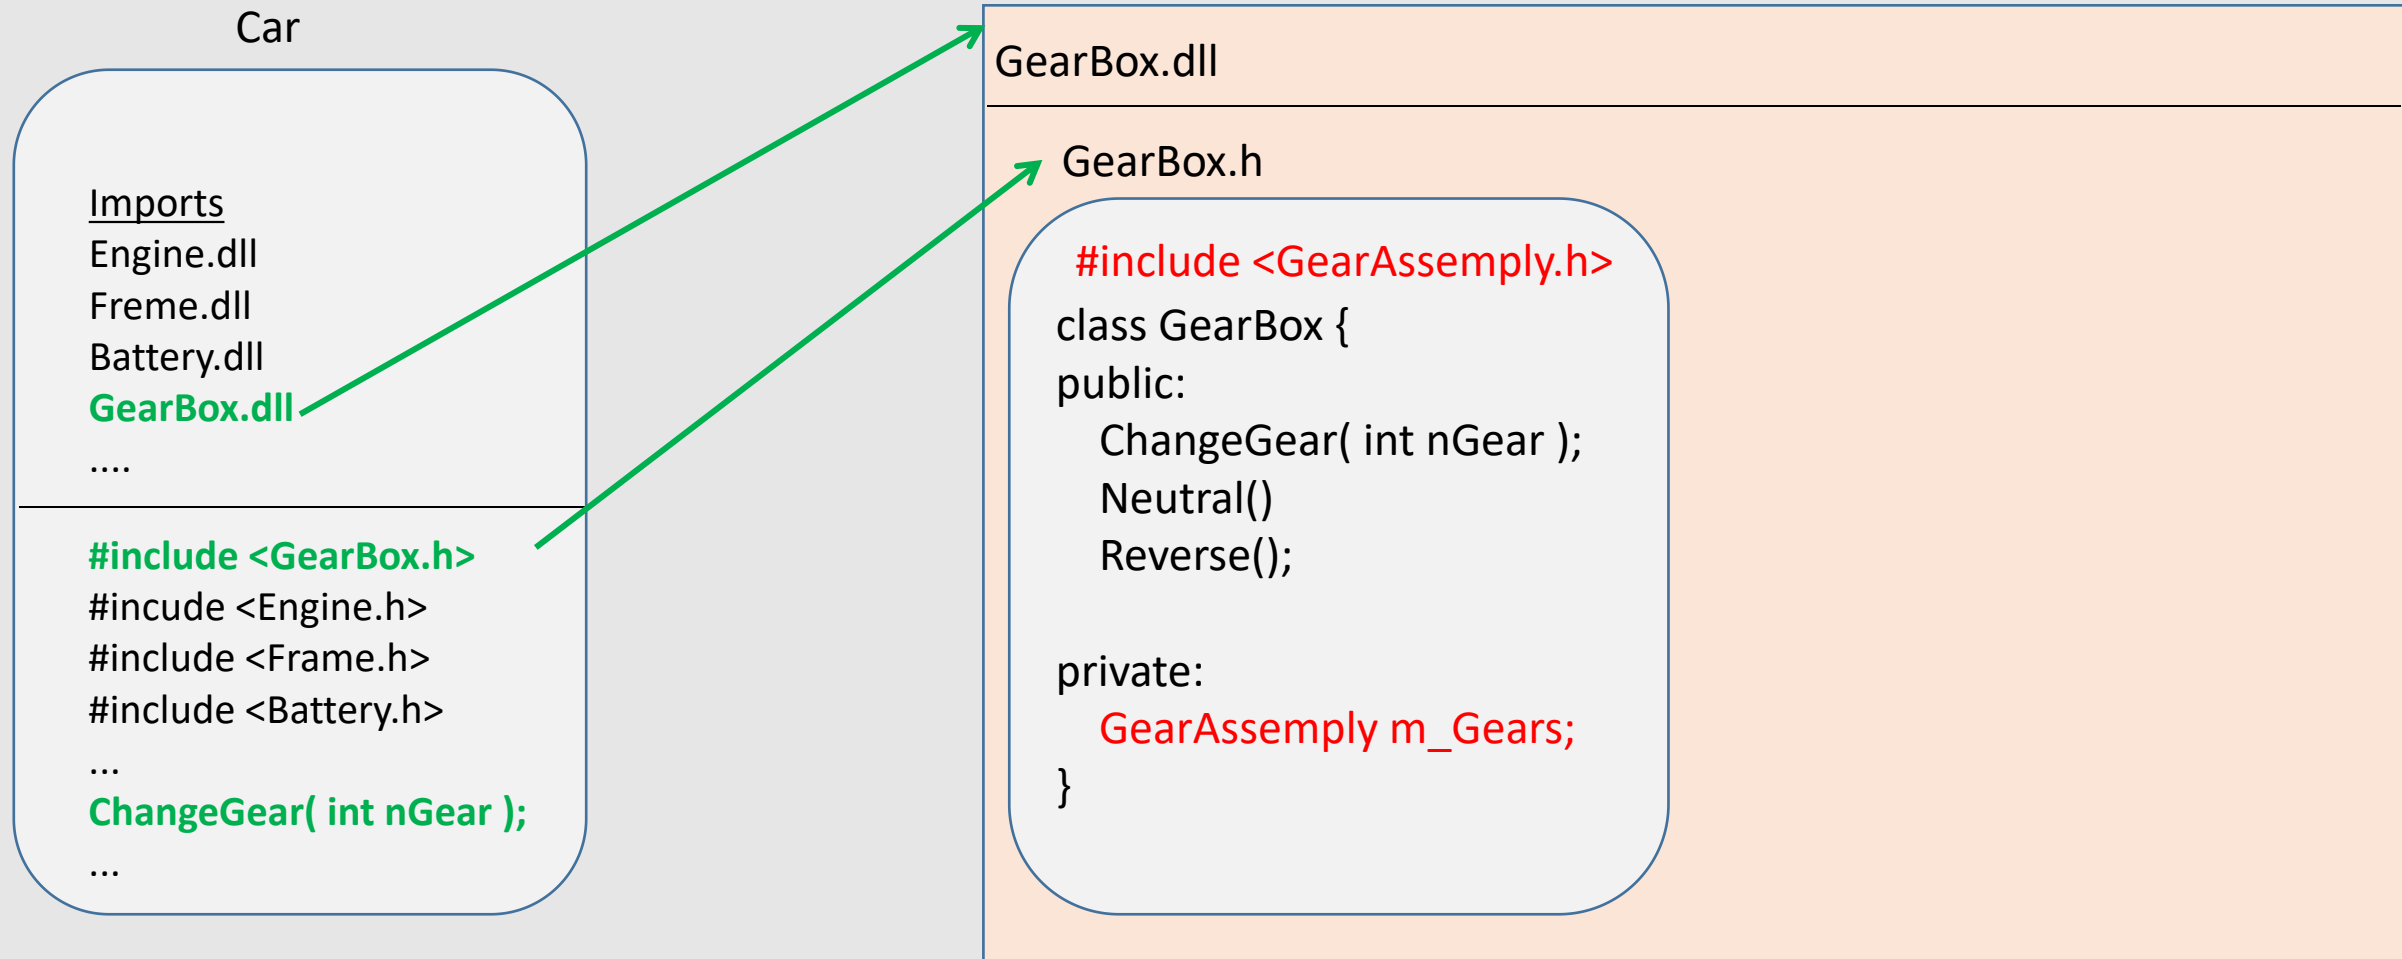 Car
Imports
Engine.dll
Freme.dll
Battery.dll
GearBox.dll
....
#include <GearBox.h>
#incude <Engine.h>
#include <Frame.h>
#include <Battery.h>
...
ChangeGear( int nGear );
...
GearBox.dll
GearBox.h
#include <GearAssemply.h>
class GearBox {
public:
ChangeGear( int nGear );
Neutral()
Reverse();
private:
GearAssemply m_Gears;
}